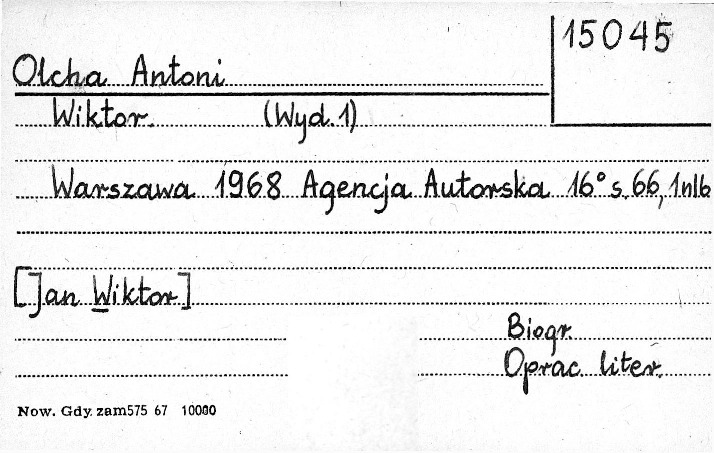 15045
Olcha Antoni
Wiktor. (Wyd. 1)
Warszawa 1968 Agencja Autorska 16° s. 66, 1 nlb
[Jan Wiktor]
Biogr.
Oprac. liter.
Now. Gdy. zam575 67 10000